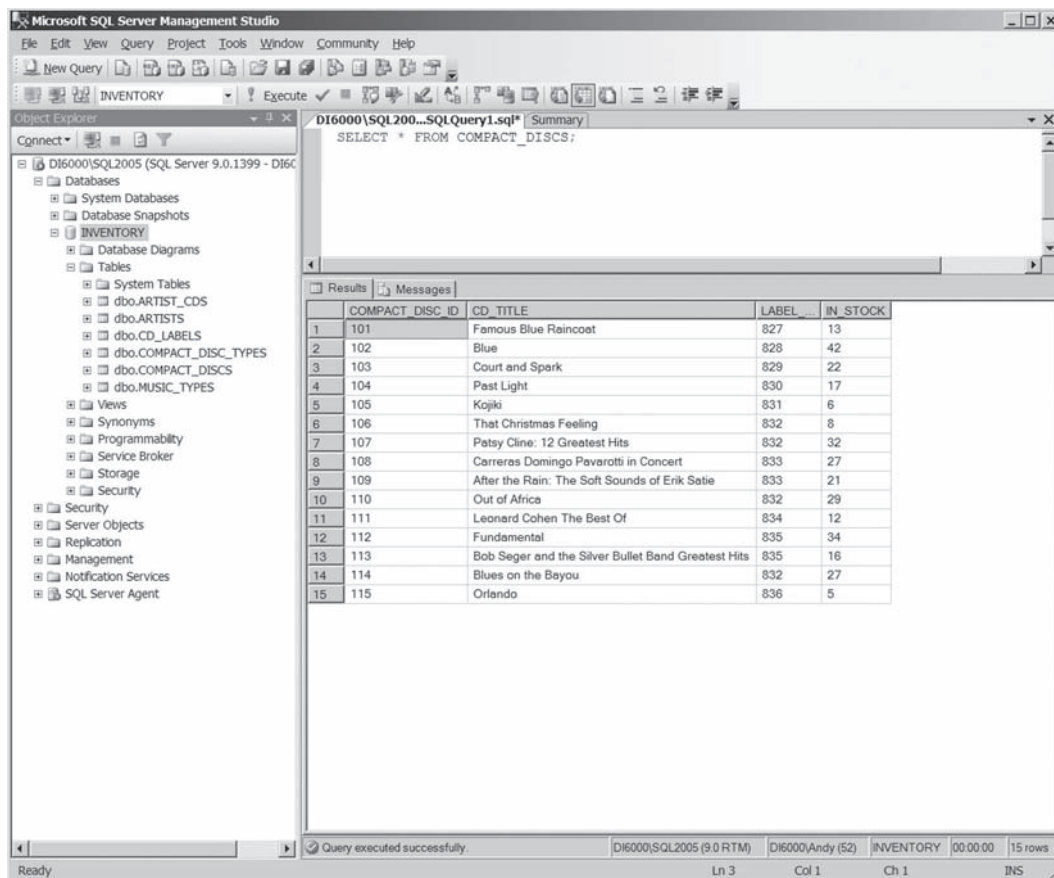 Microsoft SQL Server Management Studio
File Edit View Query Project Tools Window Community Help
New Query
INVENTORY Execute
Object Explorer
Connect
DI6000\SQL2005 (SQL Server 9.0.1399 - DI60
Databases
System Databases
Database Snapshots
INVENTORY
Database Diagrams
Tables
System Tables
dbo.ARTIST_CDS
dbo.ARTISTS
dbo.CD_LABELS
dbo.COMPACT_DISC_TYPES
dbo.COMPACT_DISCS
dbo.MUSIC_TYPES
Views
Synonyms
Programmability
Service Broker
Storage
Security
Security
Server Objects
Replication
Management
Notification Services
SQL Server Agent
DI6000\SQL200...SQLQuery1.sql* Summary
SELECT * FROM COMPACT_DISCS;
Results Messages
COMPACT_DISC_ID CD_TITLE LABEL_... IN_STOCK
1 101 Famous Blue Raincoat 827 13
2 102 Blue 828 42
3 103 Court and Spark 829 22
4 104 Past Light 830 17
5 105 Kojiki 831 6
6 106 That Christmas Feeling 832 8
7 107 Patsy Cline: 12 Greatest Hits 832 32
8 108 Carreras Domingo Pavarotti in Concert 833 27
9 109 After the Rain: The Soft Sounds of Erik Satie 833 21
10 110 Out of Africa 832 29
11 111 Leonard Cohen The Best Of 834 12
12 112 Fundamental 835 34
13 113 Bob Seger and the Silver Bullet Band Greatest Hits 835 16
14 114 Blues on the Bayou 832 27
15 115 Orlando 836 5
Query executed successfully. DI6000\SQL2005 (9.0 RTM) DI6000\Andy (52) INVENTORY 00:00:00 15 rows
Ready Ln 3 Col 1 Ch 1 INS